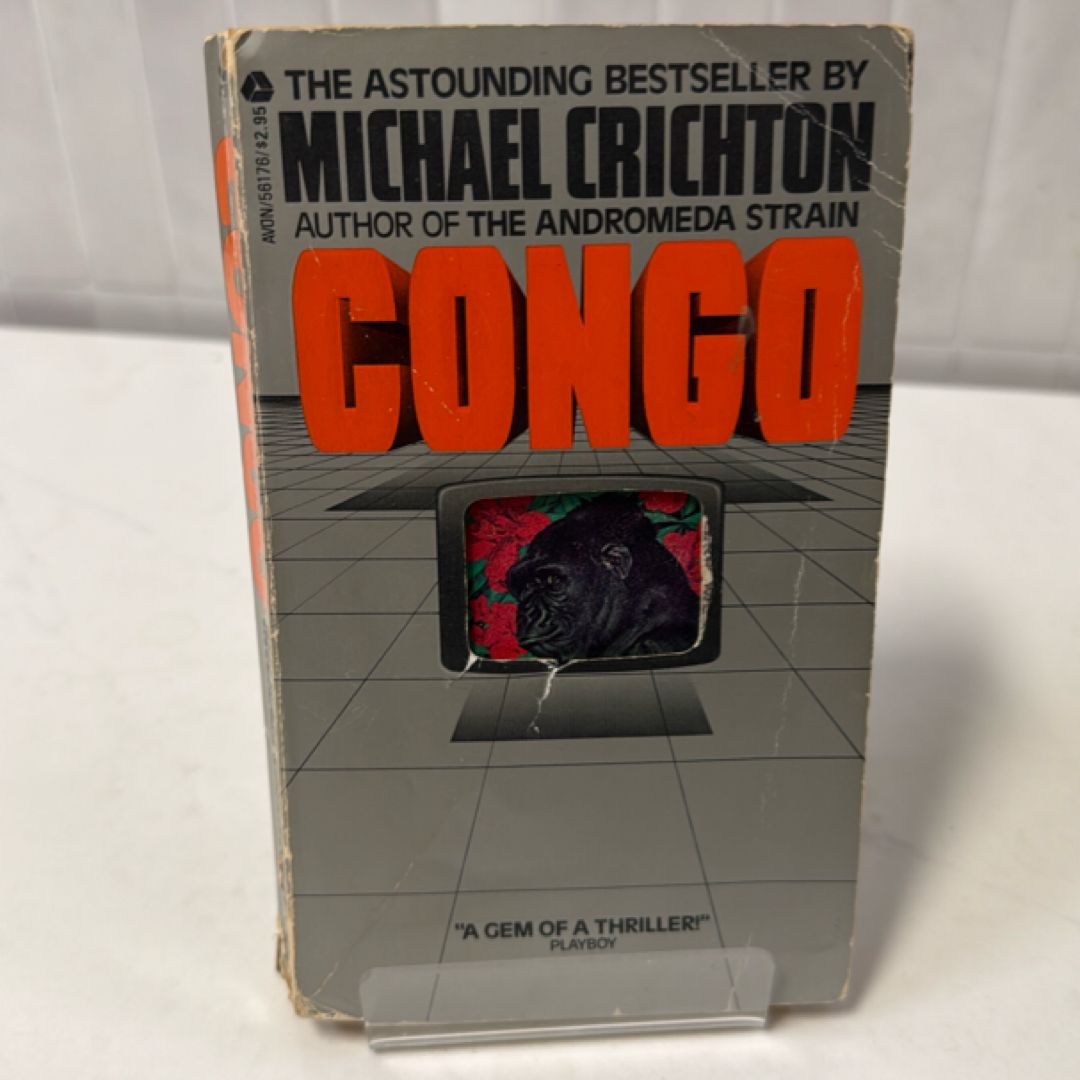 THE ASTOUNDING BESTSELLER BY
MICHAEL CRICHTON
AUTHOR OF THE ANDROMEDA STRAIN
AVON/56176/$2.95
CONGO
"A GEM OF A THRILLER!"
PLAYBOY
CONGO